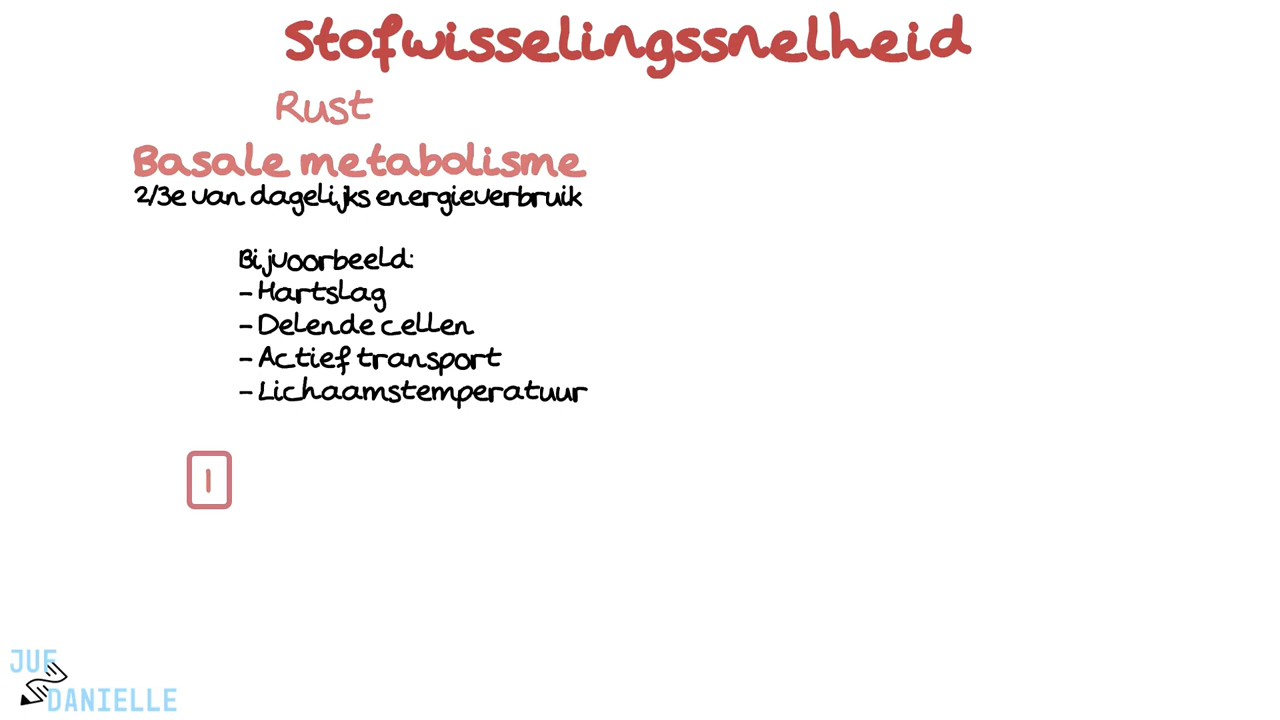 Stofwisselingssnelheid
Rust
Basale metabolisme
2/3e van dagelijks energieverbruik
Bijvoorbeeld:
- Hartslag
- Delende cellen
- Actief transport
- Lichaamstemperatuur
1
JUF
DANIELLE